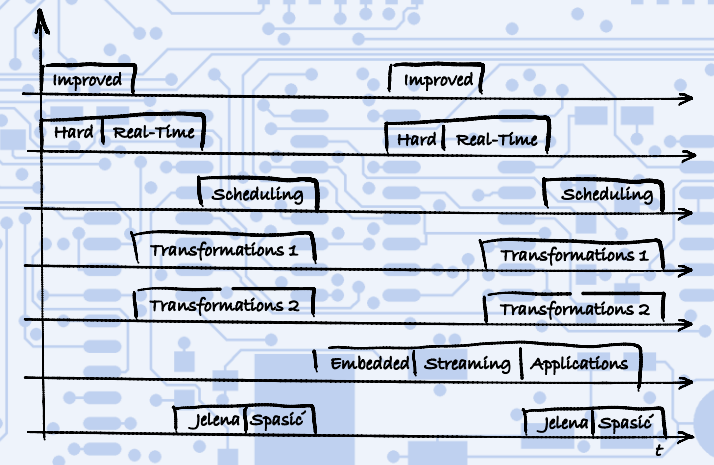 Improved Improved
Hard Real-Time Hard Real-Time
Scheduling Scheduling
Transformations 1 Transformations 1
Transformations 2 Transformations 2
Embedded Streaming Applications
Jelena Spasić Jelena Spasić
t